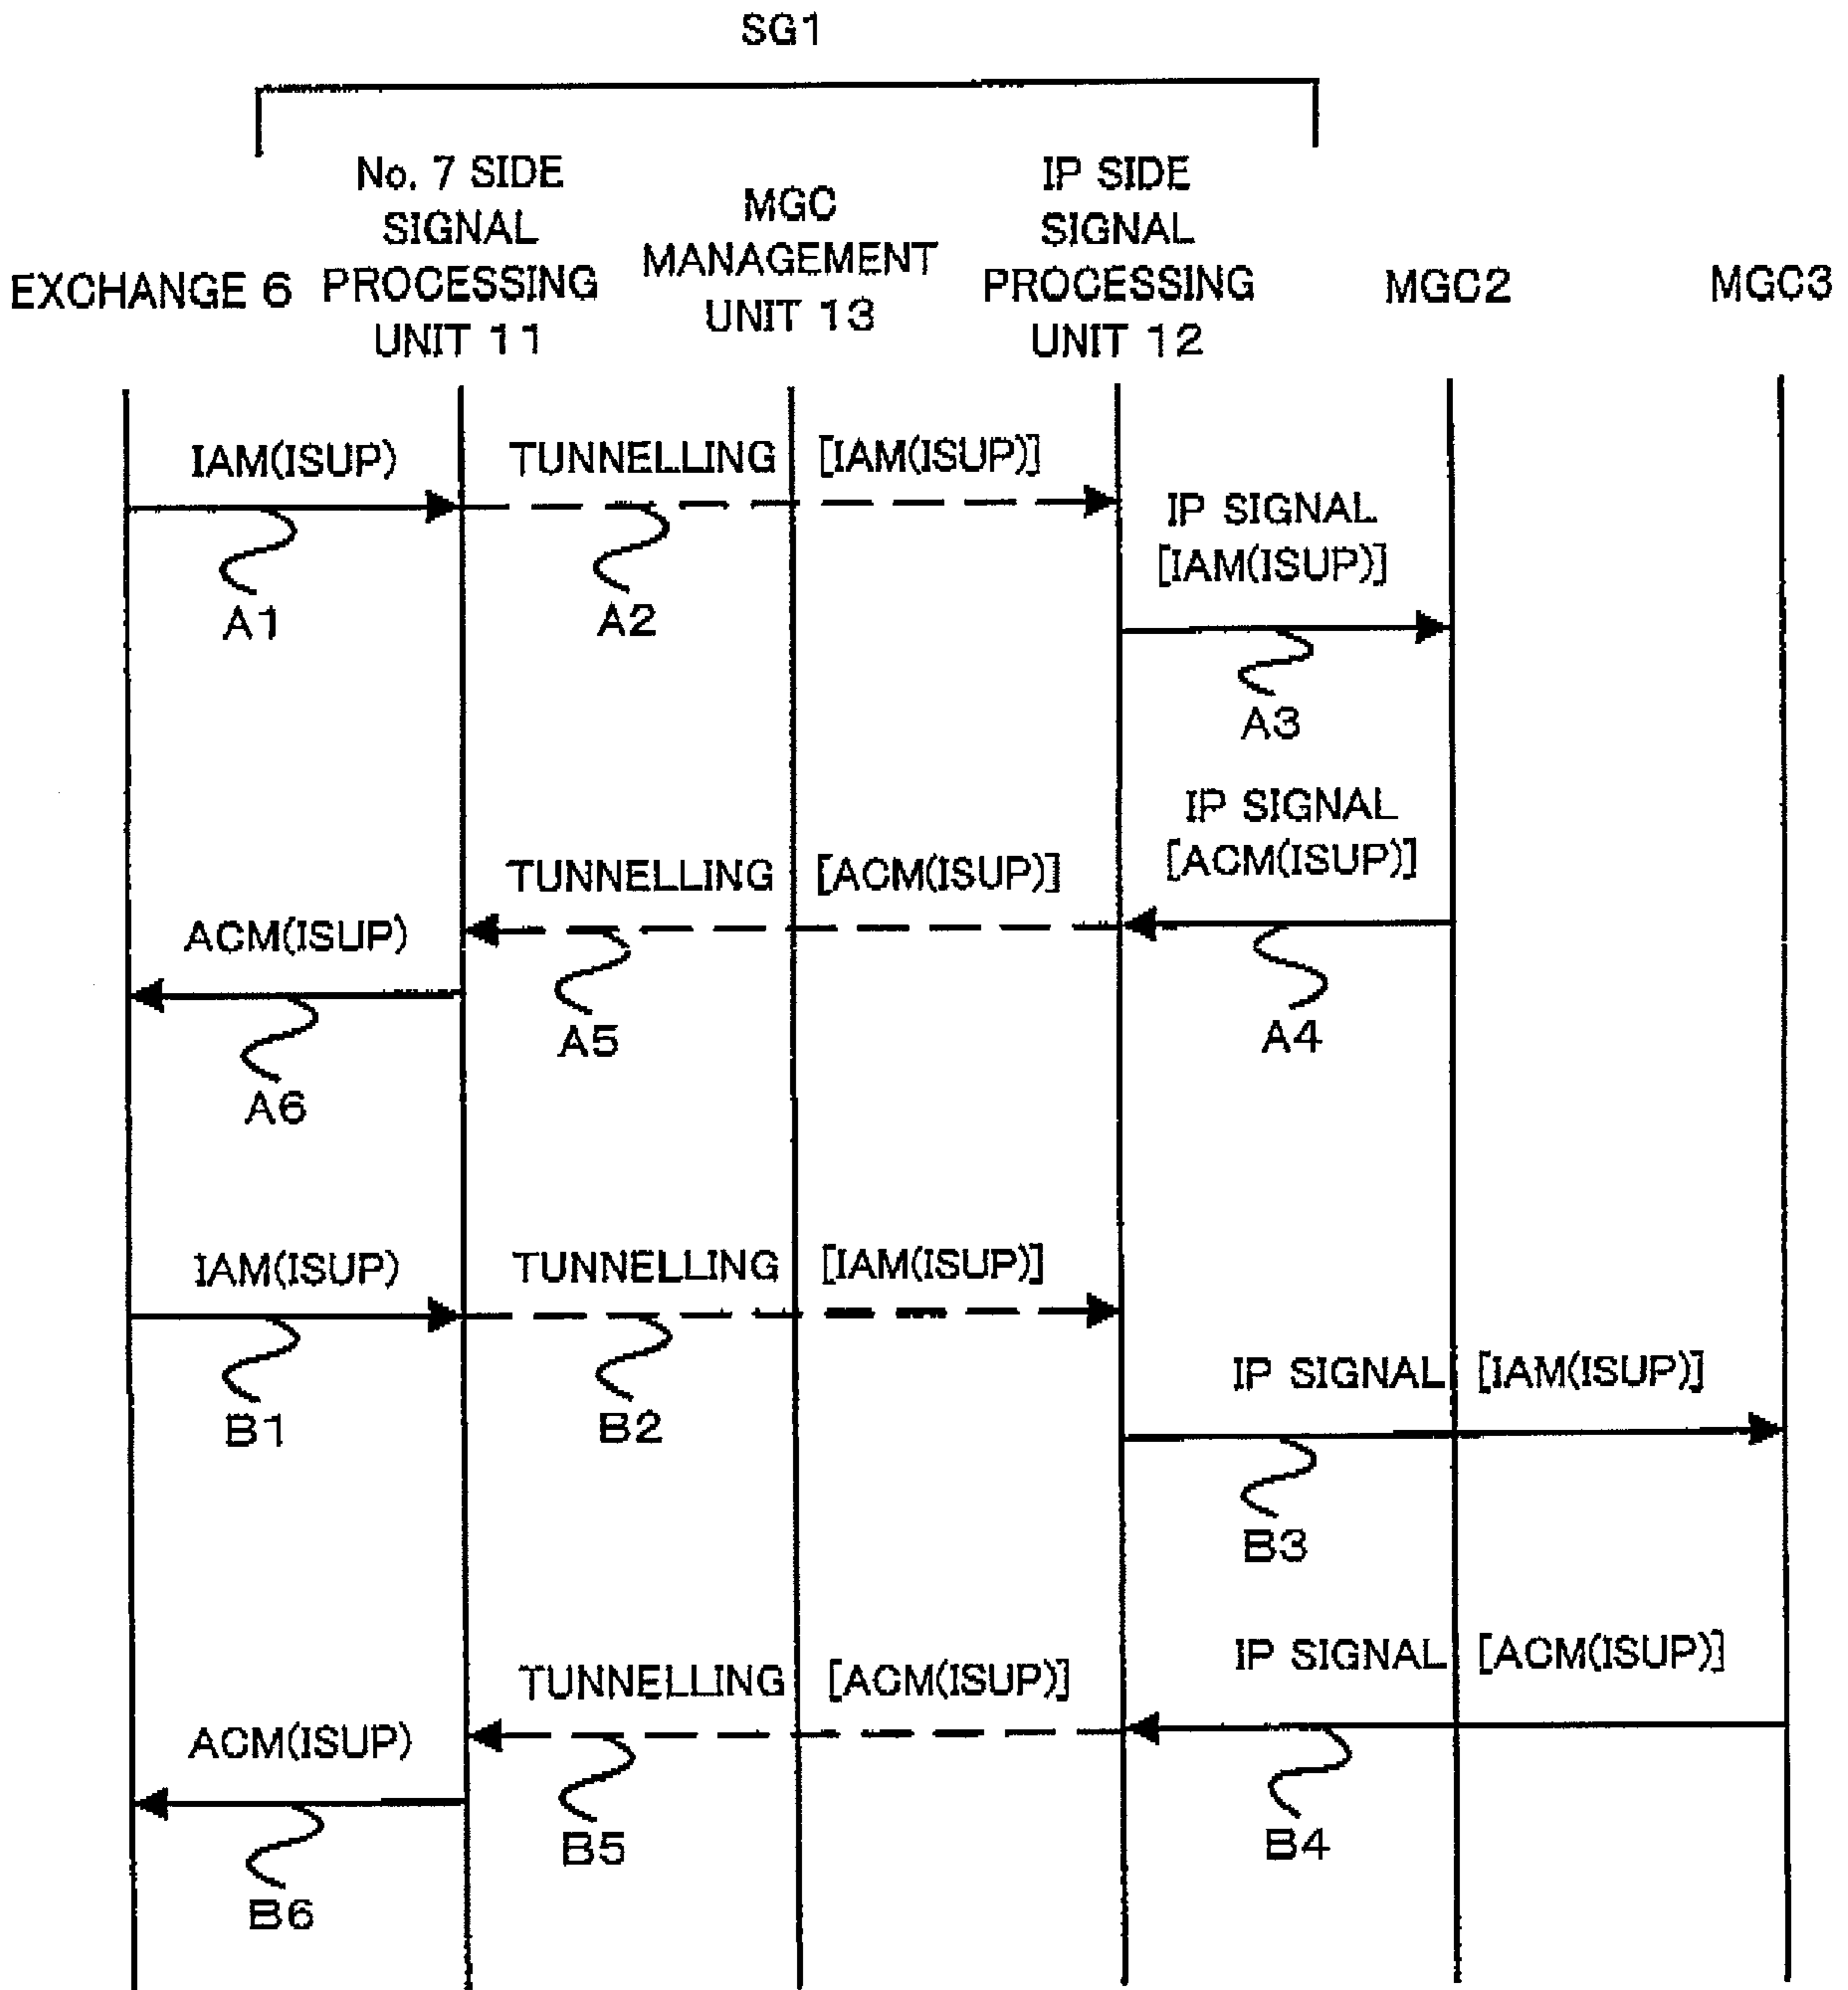 SG1
EXCHANGE 6
No. 7 SIDE
SIGNAL
PROCESSING
UNIT 11
MGC
MANAGEMENT
UNIT 13
IP SIDE
SIGNAL
PROCESSING
UNIT 12
MGC2
MGC3
IAM(ISUP)
TUNNELLING [IAM(ISUP)]
IP SIGNAL
[IAM(ISUP)]
A1
A2
A3
IP SIGNAL
[ACM(ISUP)]
TUNNELLING [ACM(ISUP)]
ACM(ISUP)
A4
A5
A6
IAM(ISUP)
TUNNELLING [IAM(ISUP)]
IP SIGNAL [IAM(ISUP)]
B1
B2
B3
IP SIGNAL [ACM(ISUP)]
TUNNELLING [ACM(ISUP)]
ACM(ISUP)
B4
B5
B6